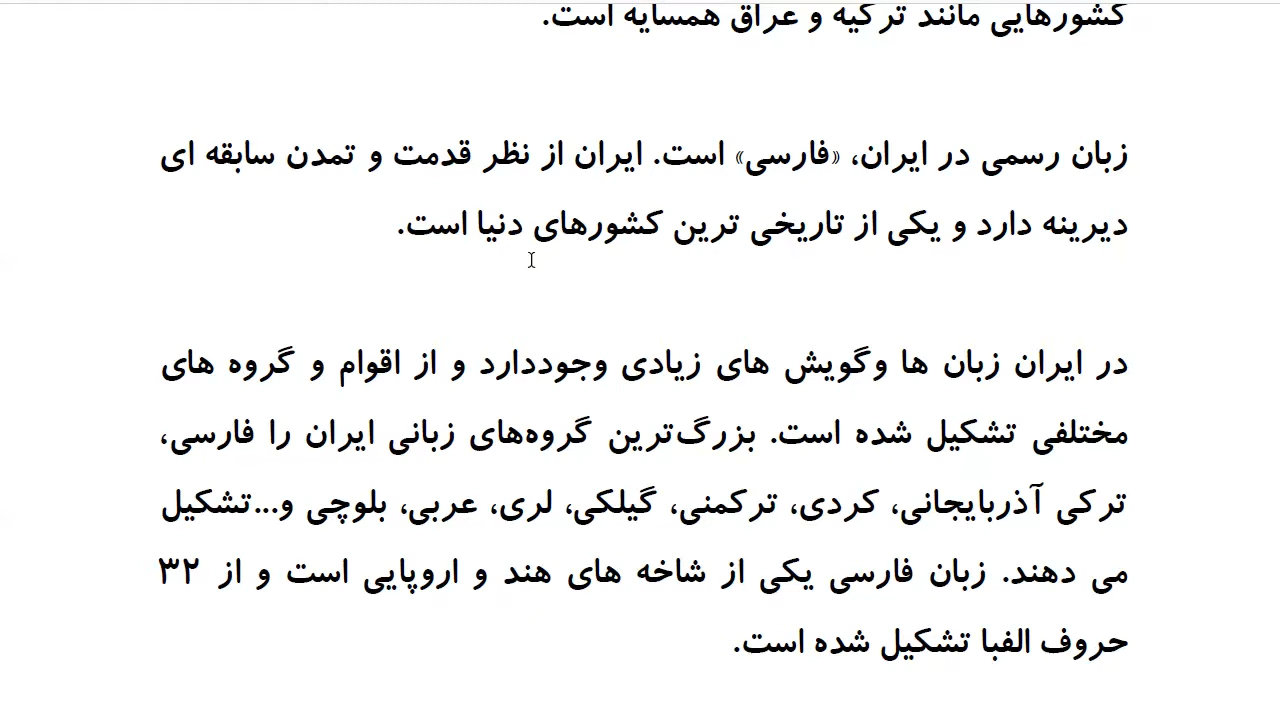 کشورهایی مانند ترکیه و عراق همسایه است.
زبان رسمی در ایران، «فارسی» است. ایران از نظر قدمت و تمدن سابقه ای
دیرینه دارد و یکی از تاریخی ترین کشورهای دنیا است.
در ایران زبان ها وگویش های زیادی وجوددارد و از اقوام و گروه های
مختلفی تشکیل شده است. بزرگ‌ترین گروه‌های زبانی ایران را فارسی،
ترکی آذربایجانی، کردی، ترکمنی، گیلکی، لری، عربی، بلوچی و...تشکیل
می دهند. زبان فارسی یکی از شاخه های هند و اروپایی است و از ۳۲
حروف الفبا تشکیل شده است.